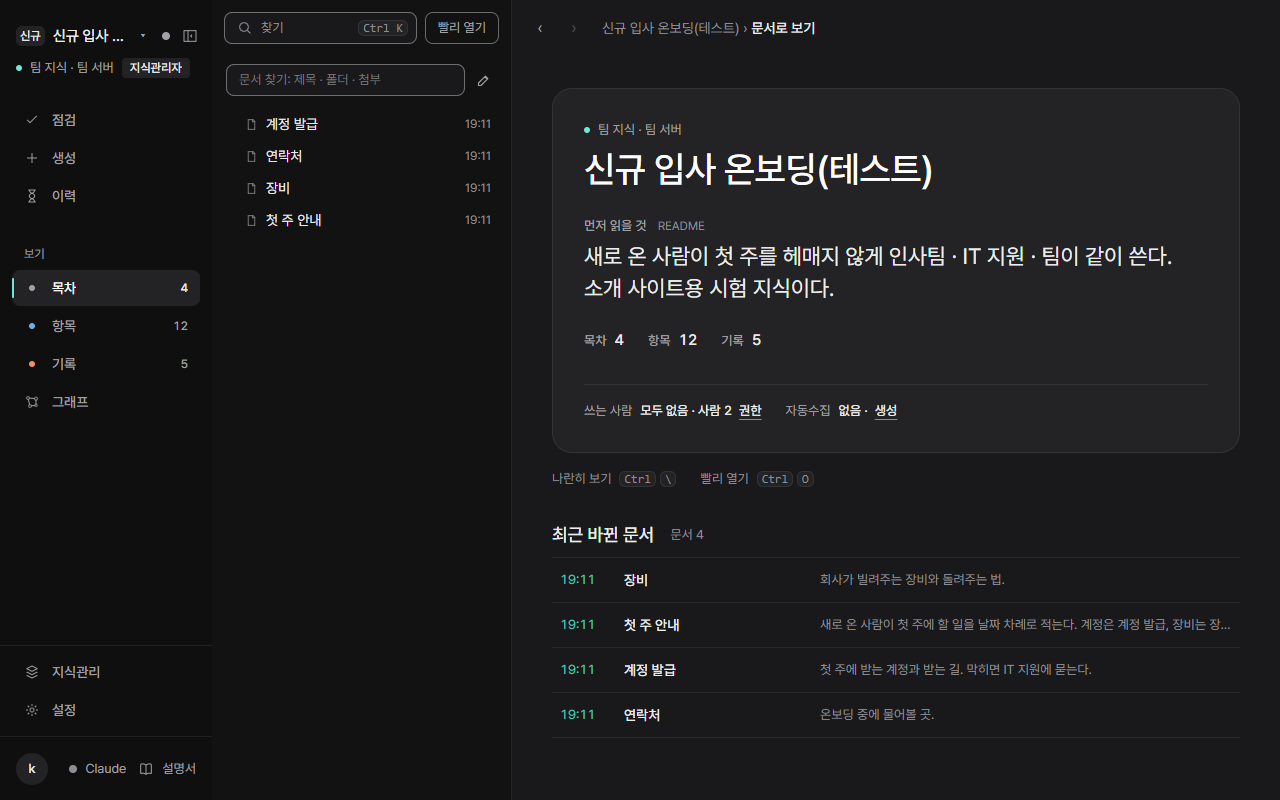 신규 신규 입사 ...
팀 지식 · 팀 서버 지식관리자
점검
생성
이력
보기
목차 4
항목 12
기록 5
그래프
지식관리
설정
k Claude 설명서
찾기 Ctrl K 빨리 열기
문서 찾기: 제목 · 폴더 · 첨부
계정 발급 19:11
연락처 19:11
장비 19:11
첫 주 안내 19:11
‹ › 신규 입사 온보딩(테스트) › 문서로 보기
팀 지식 · 팀 서버
신규 입사 온보딩(테스트)
먼저 읽을 것 README
새로 온 사람이 첫 주를 헤매지 않게 인사팀 · IT 지원 · 팀이 같이 쓴다.
소개 사이트용 시험 지식이다.
목차 4 항목 12 기록 5
쓰는 사람 모두 없음 · 사람 2 권한 자동수집 없음 · 생성
나란히 보기 Ctrl \ 빨리 열기 Ctrl O
최근 바뀐 문서 문서 4
19:11 장비 회사가 빌려주는 장비와 돌려주는 법.
19:11 첫 주 안내 새로 온 사람이 첫 주에 할 일을 날짜 차례로 적는다. 계정은 계정 발급, 장비는 장...
19:11 계정 발급 첫 주에 받는 계정과 받는 길. 막히면 IT 지원에 묻는다.
19:11 연락처 온보딩 중에 물어볼 곳.